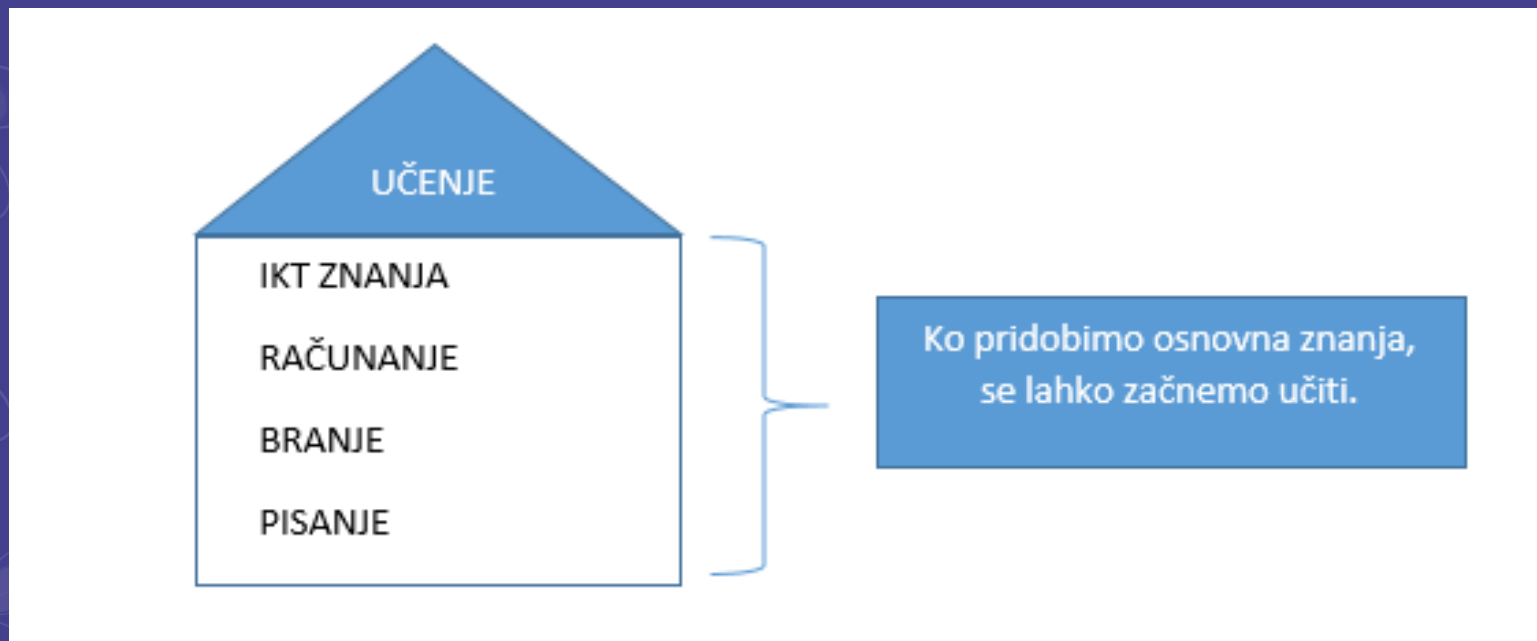 UČENJE
IKT ZNANJA
RAČUNANJE
BRANJE
PISANJE
Ko pridobimo osnovna znanja,
se lahko začnemo učiti.